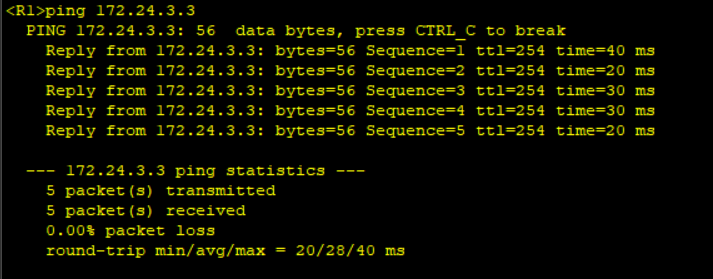 <R1>ping 172.24.3.3
PING 172.24.3.3: 56  data bytes, press CTRL_C to break
Reply from 172.24.3.3: bytes=56 Sequence=1 ttl=254 time=40 ms
Reply from 172.24.3.3: bytes=56 Sequence=2 ttl=254 time=20 ms
Reply from 172.24.3.3: bytes=56 Sequence=3 ttl=254 time=30 ms
Reply from 172.24.3.3: bytes=56 Sequence=4 ttl=254 time=30 ms
Reply from 172.24.3.3: bytes=56 Sequence=5 ttl=254 time=20 ms
--- 172.24.3.3 ping statistics ---
5 packet(s) transmitted
5 packet(s) received
0.00% packet loss
round-trip min/avg/max = 20/28/40 ms